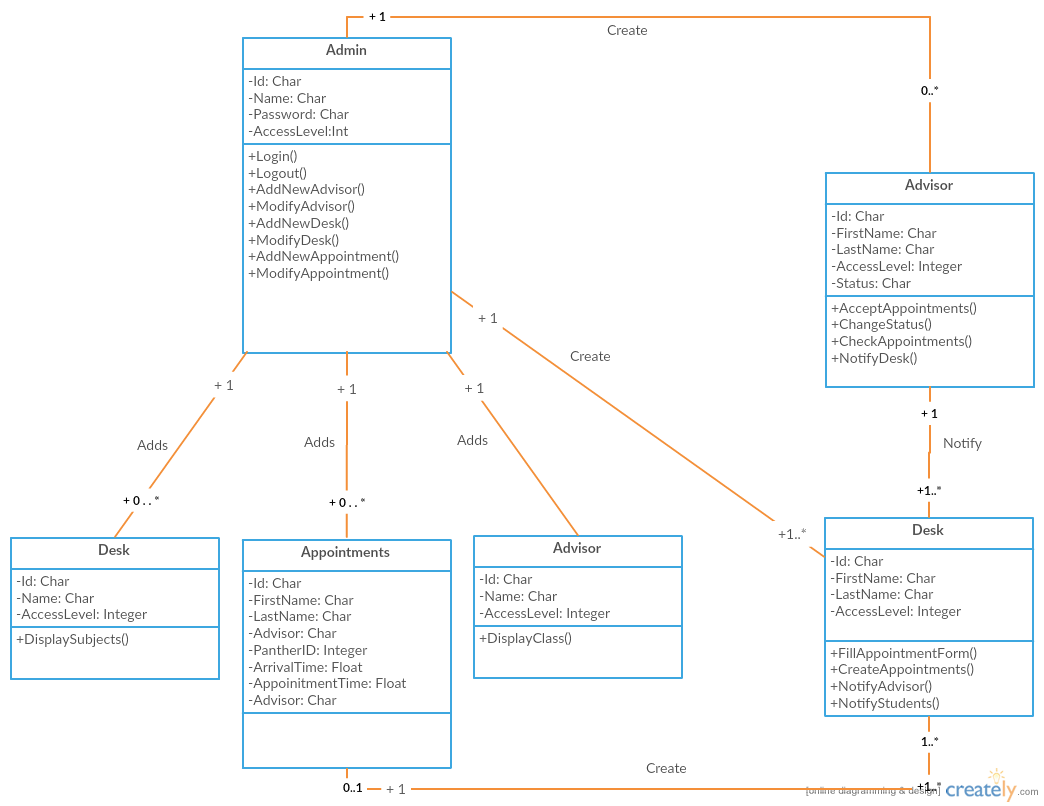 + 1
Create
Admin
-Id: Char
-Name: Char
-Password: Char
-AccessLevel:Int
+Login()
+Logout()
+AddNewAdvisor()
+ModifyAdvisor()
+AddNewDesk()
+ModifyDesk()
+AddNewAppointment()
+ModifyAppointment()
0..*
Advisor
-Id: Char
-FirstName: Char
-LastName: Char
-AccessLevel: Integer
-Status: Char
+AcceptAppointments()
+ChangeStatus()
+CheckAppointments()
+NotifyDesk()
+ 1
Create
+ 1
+ 1
+ 1
+ 1
Adds
Adds
Adds
Notify
+ 0 . . *
+ 0 . . *
+1..*
+1..*
Desk
-Id: Char
-Name: Char
-AccessLevel: Integer
+DisplaySubjects()
Appointments
-Id: Char
-FirstName: Char
-LastName: Char
-Advisor: Char
-PantherID: Integer
-ArrivalTime: Float
-AppoinitmentTime: Float
-Advisor: Char
Advisor
-Id: Char
-Name: Char
-AccessLevel: Integer
+DisplayClass()
Desk
-Id: Char
-FirstName: Char
-LastName: Char
-AccessLevel: Integer
+FillAppointmentForm()
+CreateAppointments()
+NotifyAdvisor()
+NotifyStudents()
1..*
Create
0..1
+ 1
+1..*
[online diagramming & design]
creately.com